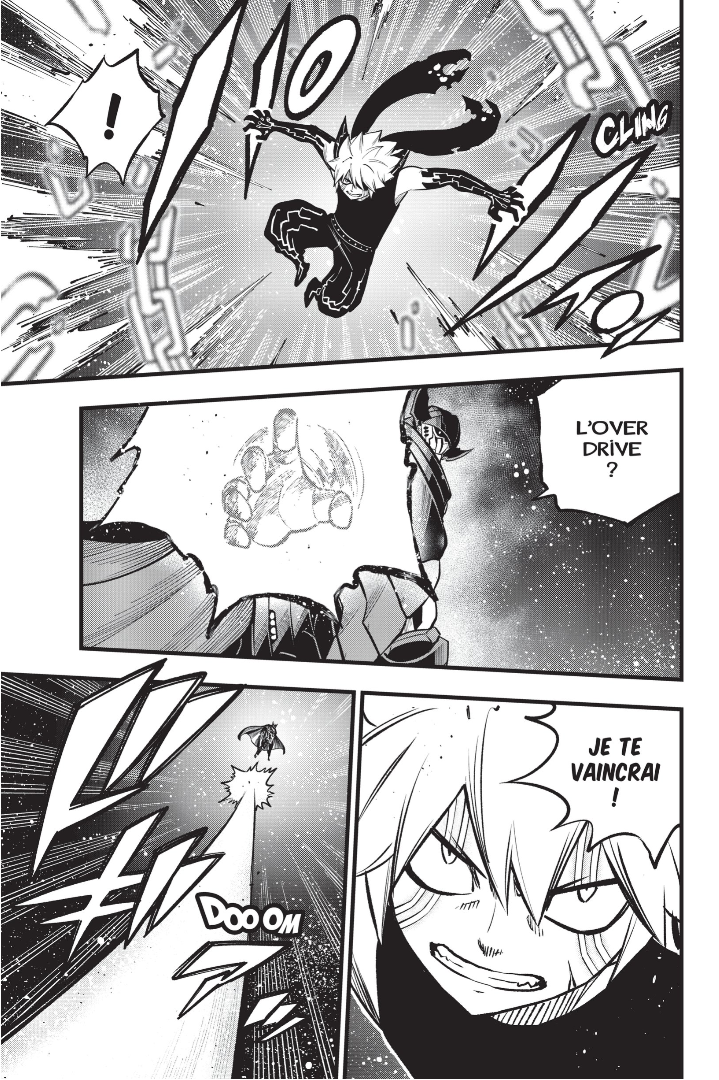 !
CLING
L'OVER
DRIVE
?
JE TE
VAINCRAI
!
DOOOM